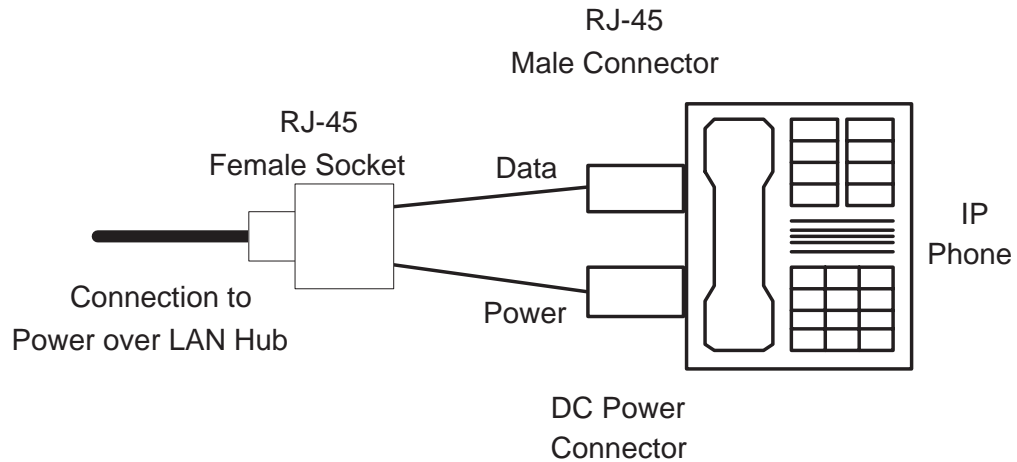 RJ-45
Male Connector
RJ-45
Female Socket
Data
IP
Phone
Connection to
Power over LAN Hub
Power
DC Power
Connector